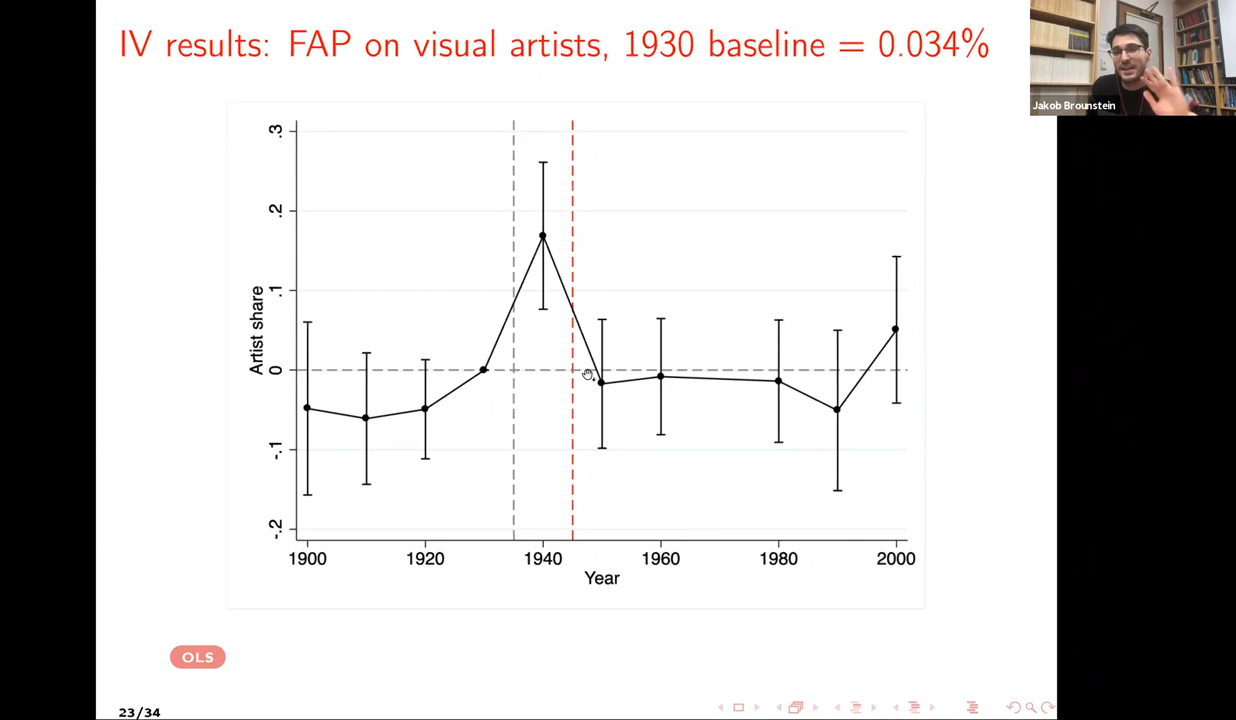 IV results: FAP on visual artists, 1930 baseline = 0.034%
Jakob Brounstein
.3
.2
.1
0
-.1
-.2
Artist share
1900 1920 1940 1960 1980 2000
Year
OLS
23/34